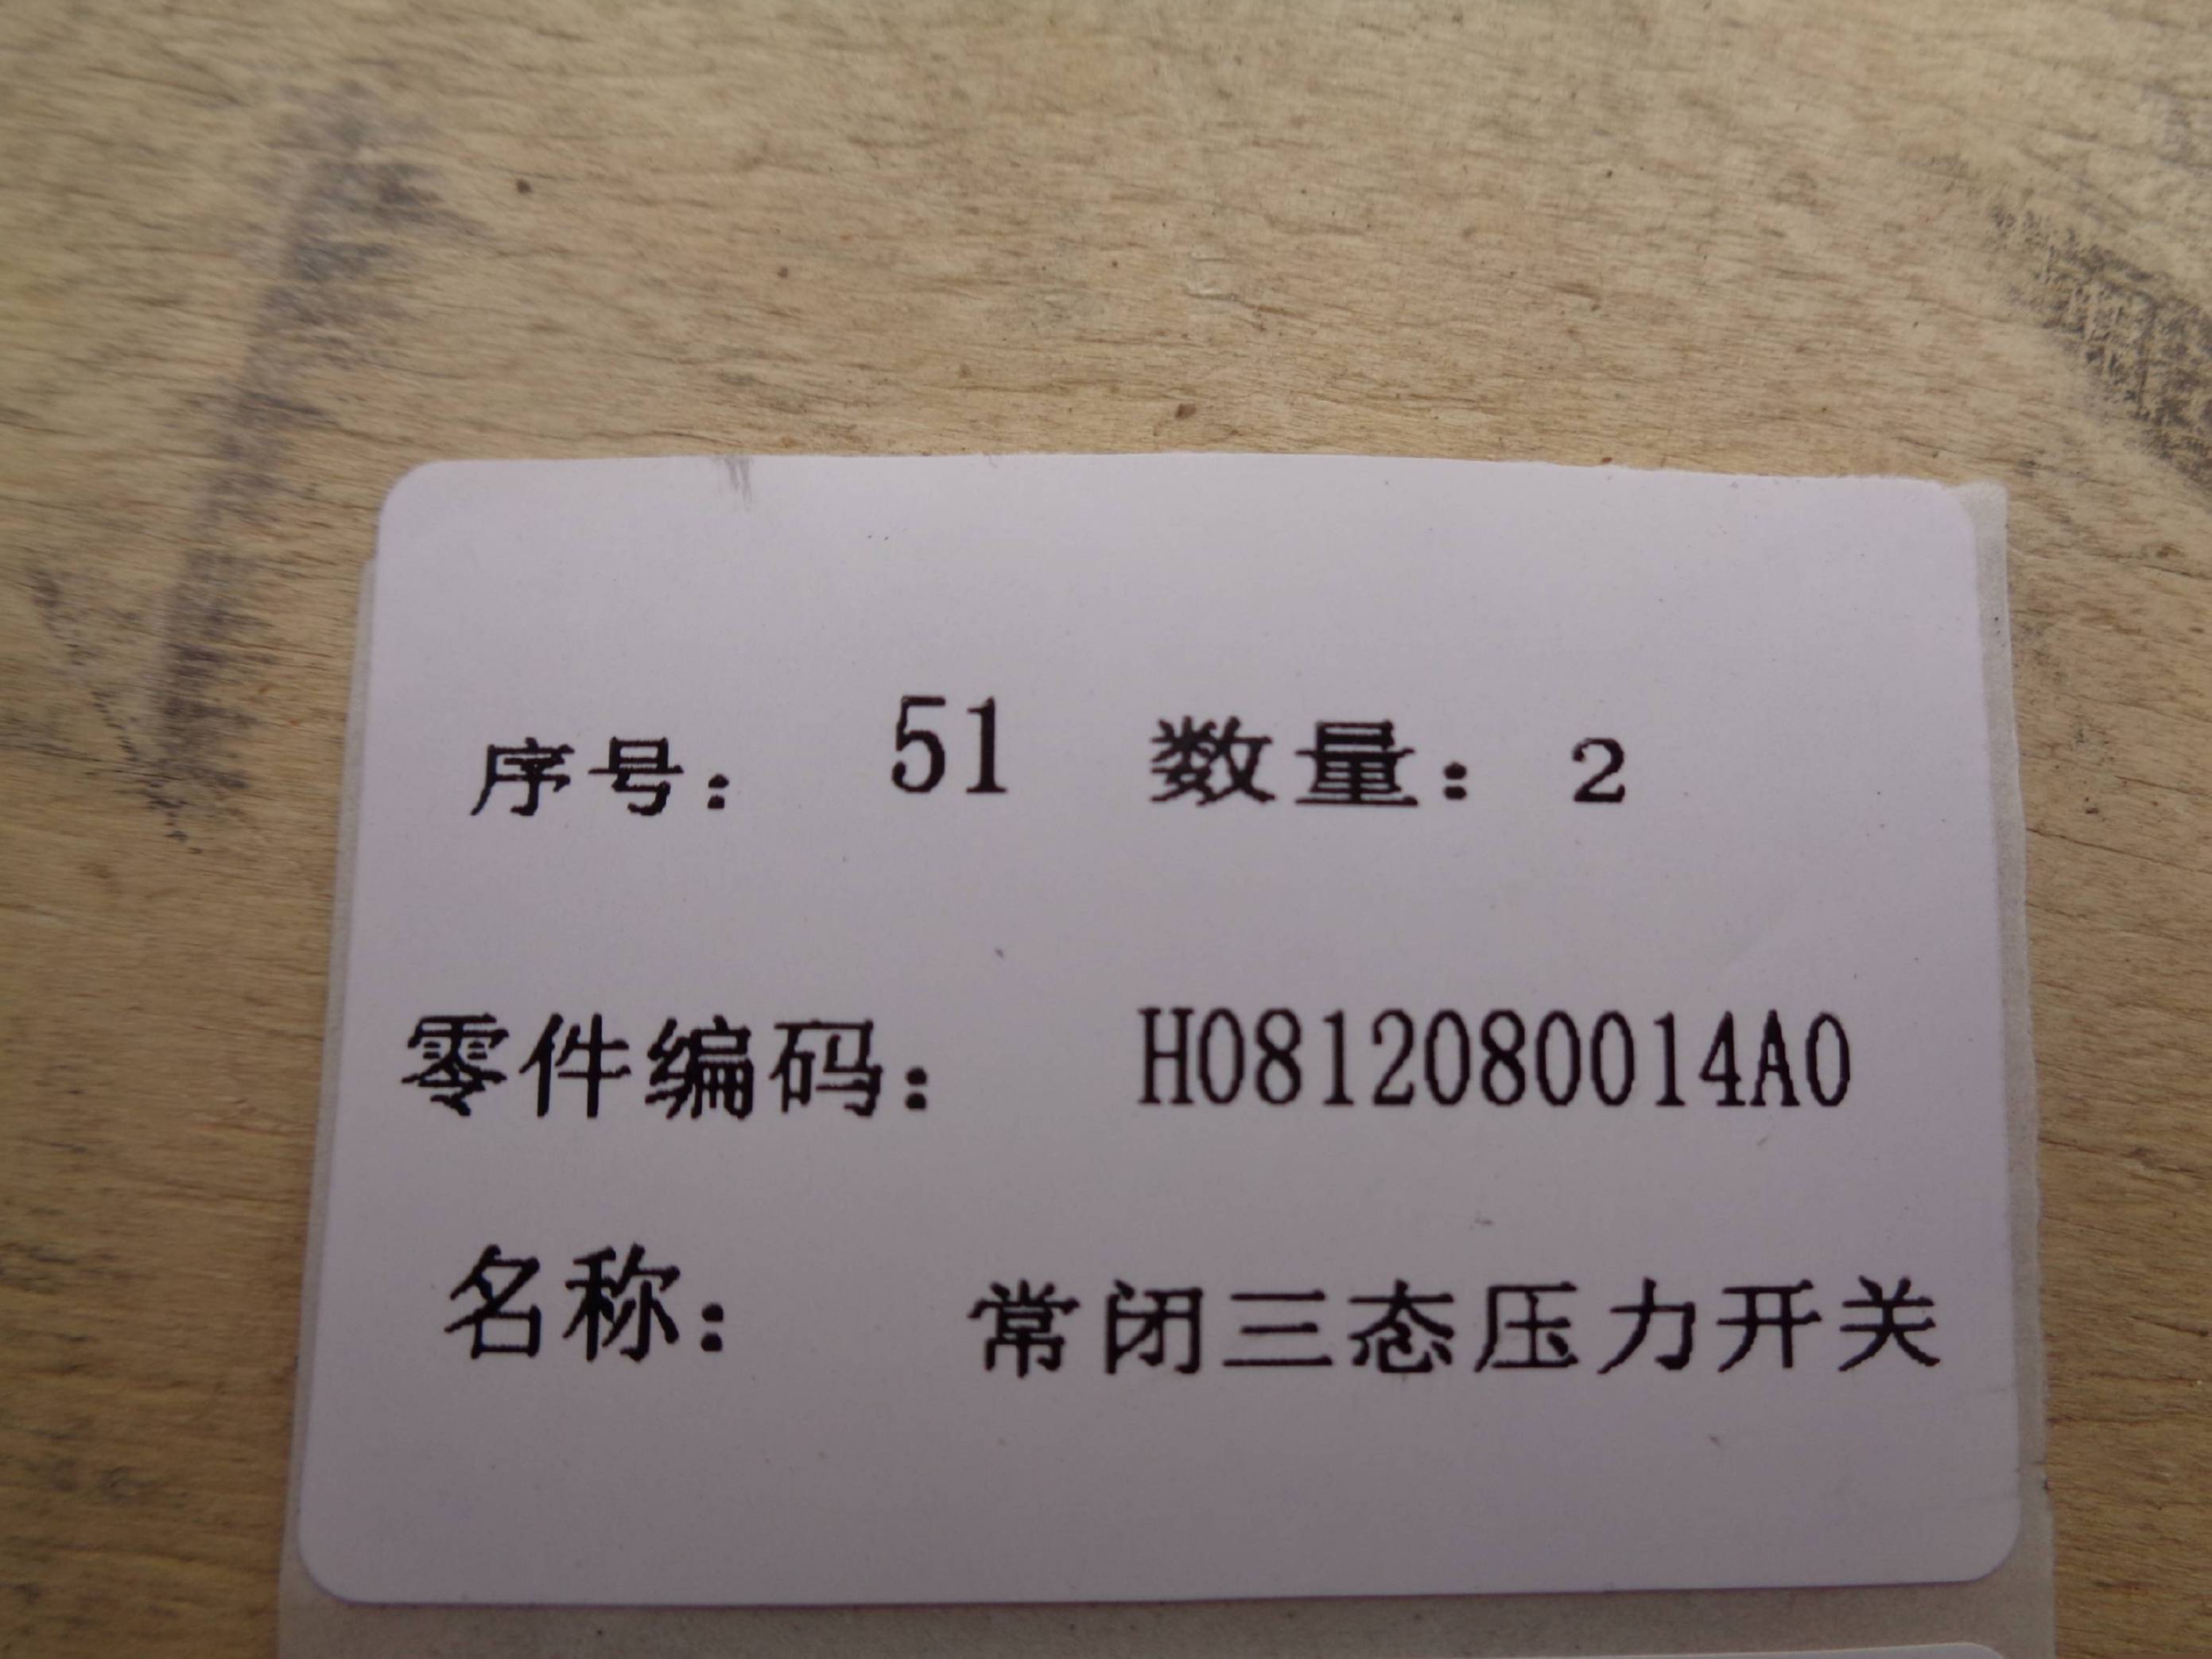 序号： 51 数量： 2
零件编码： H0812080014A0
名称： 常闭三态压力开关